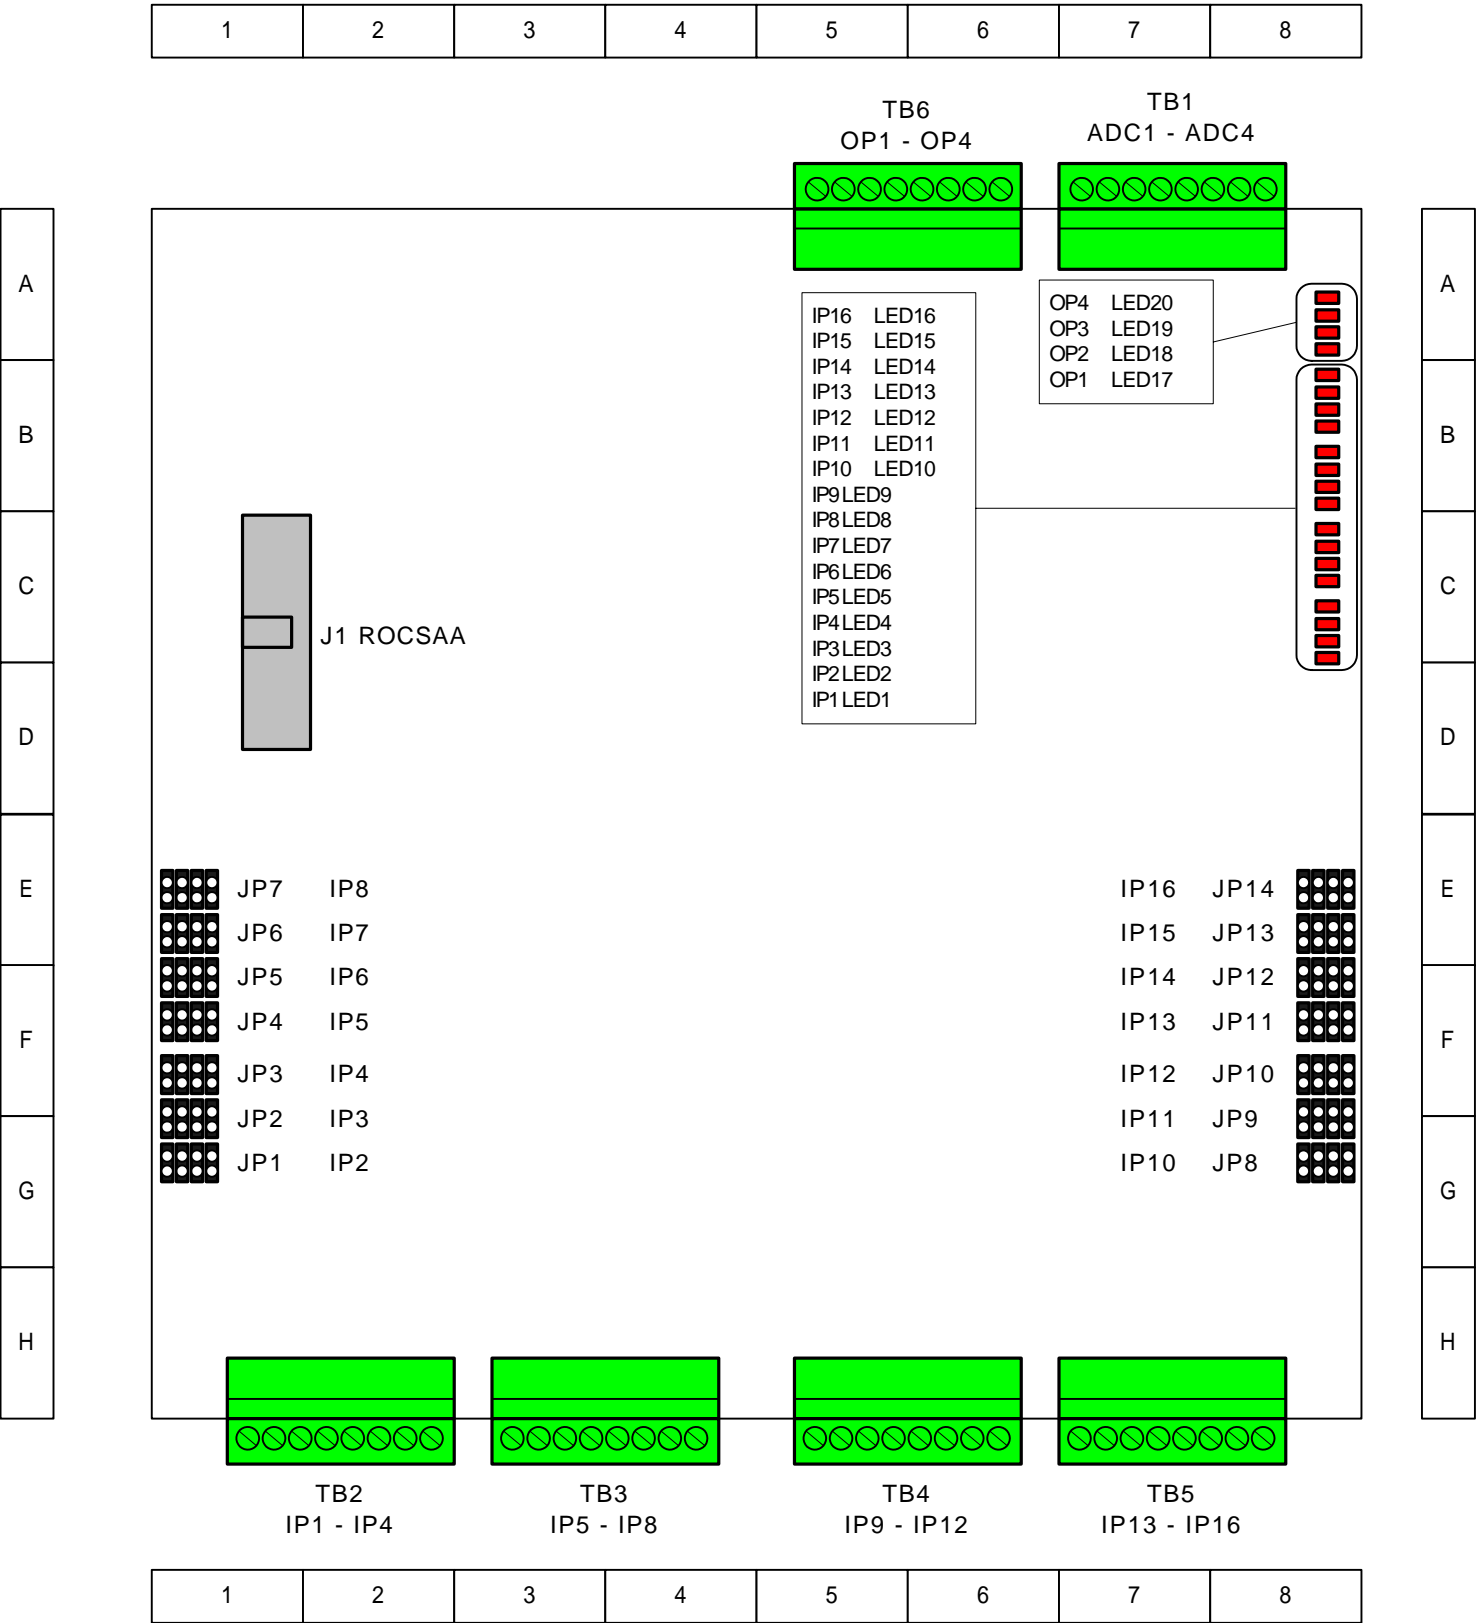 1 2 3 4 5 6 7 8
TB6
OP1 - OP4
TB1
ADC1 - ADC4
A
B
C
D
E
F
G
H
IP16 LED16
IP15 LED15
IP14 LED14
IP13 LED13
IP12 LED12
IP11 LED11
IP10 LED10
IP9 LED9
IP8 LED8
IP7 LED7
IP6 LED6
IP5 LED5
IP4 LED4
IP3 LED3
IP2 LED2
IP1 LED1
OP4 LED20
OP3 LED19
OP2 LED18
OP1 LED17
A
B
C
D
E
F
G
H
J1 ROCSAA
JP7 IP8
JP6 IP7
JP5 IP6
JP4 IP5
JP3 IP4
JP2 IP3
JP1 IP2
IP16 JP14
IP15 JP13
IP14 JP12
IP13 JP11
IP12 JP10
IP11 JP9
IP10 JP8
TB2
IP1 - IP4
TB3
IP5 - IP8
TB4
IP9 - IP12
TB5
IP13 - IP16
1 2 3 4 5 6 7 8